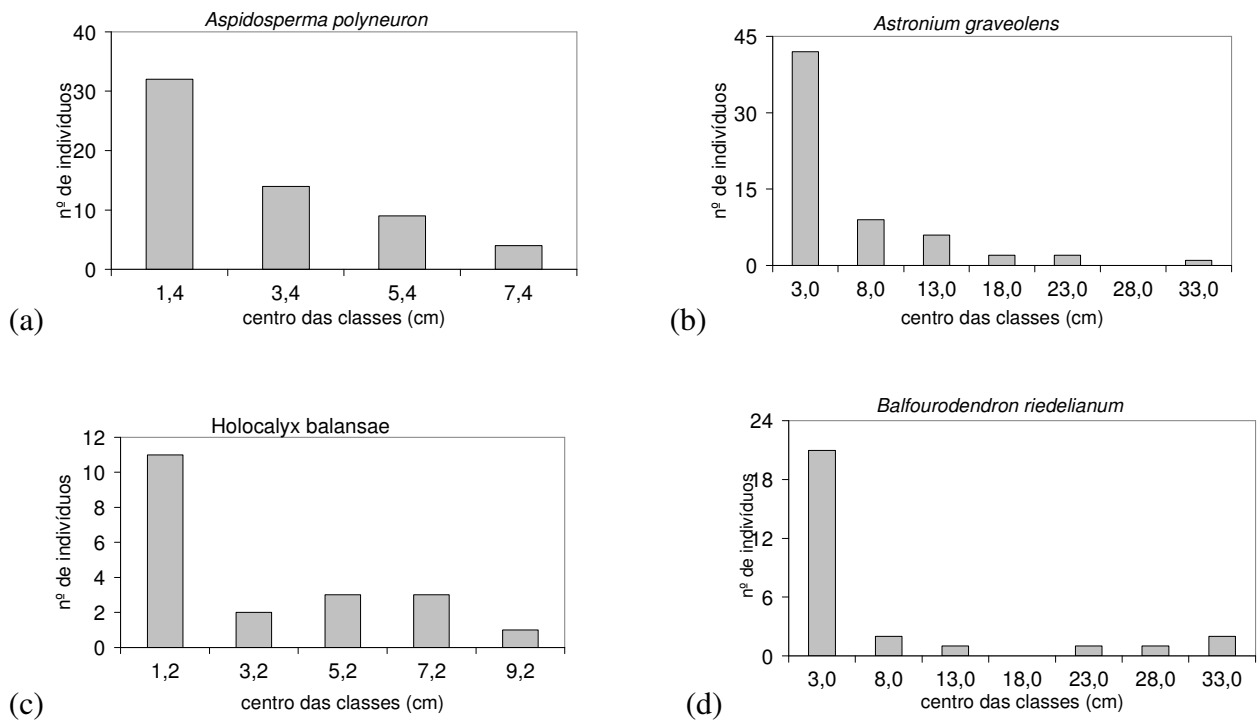 Aspidosperma polyneuron
nº de indivíduos
40
30
20
10
0
1,4 3,4 5,4 7,4
centro das classes (cm)
(a)
Astronium graveolens
nº de indivíduos
45
30
15
0
3,0 8,0 13,0 18,0 23,0 28,0 33,0
centro das classes (cm)
(b)
Holocalyx balansae
nº de indivíduos
12
10
8
6
4
2
0
1,2 3,2 5,2 7,2 9,2
centro das classes (cm)
(c)
Balfourodendron riedelianum
nº de indivíduos
24
18
12
6
0
3,0 8,0 13,0 18,0 23,0 28,0 33,0
centro das classes (cm)
(d)